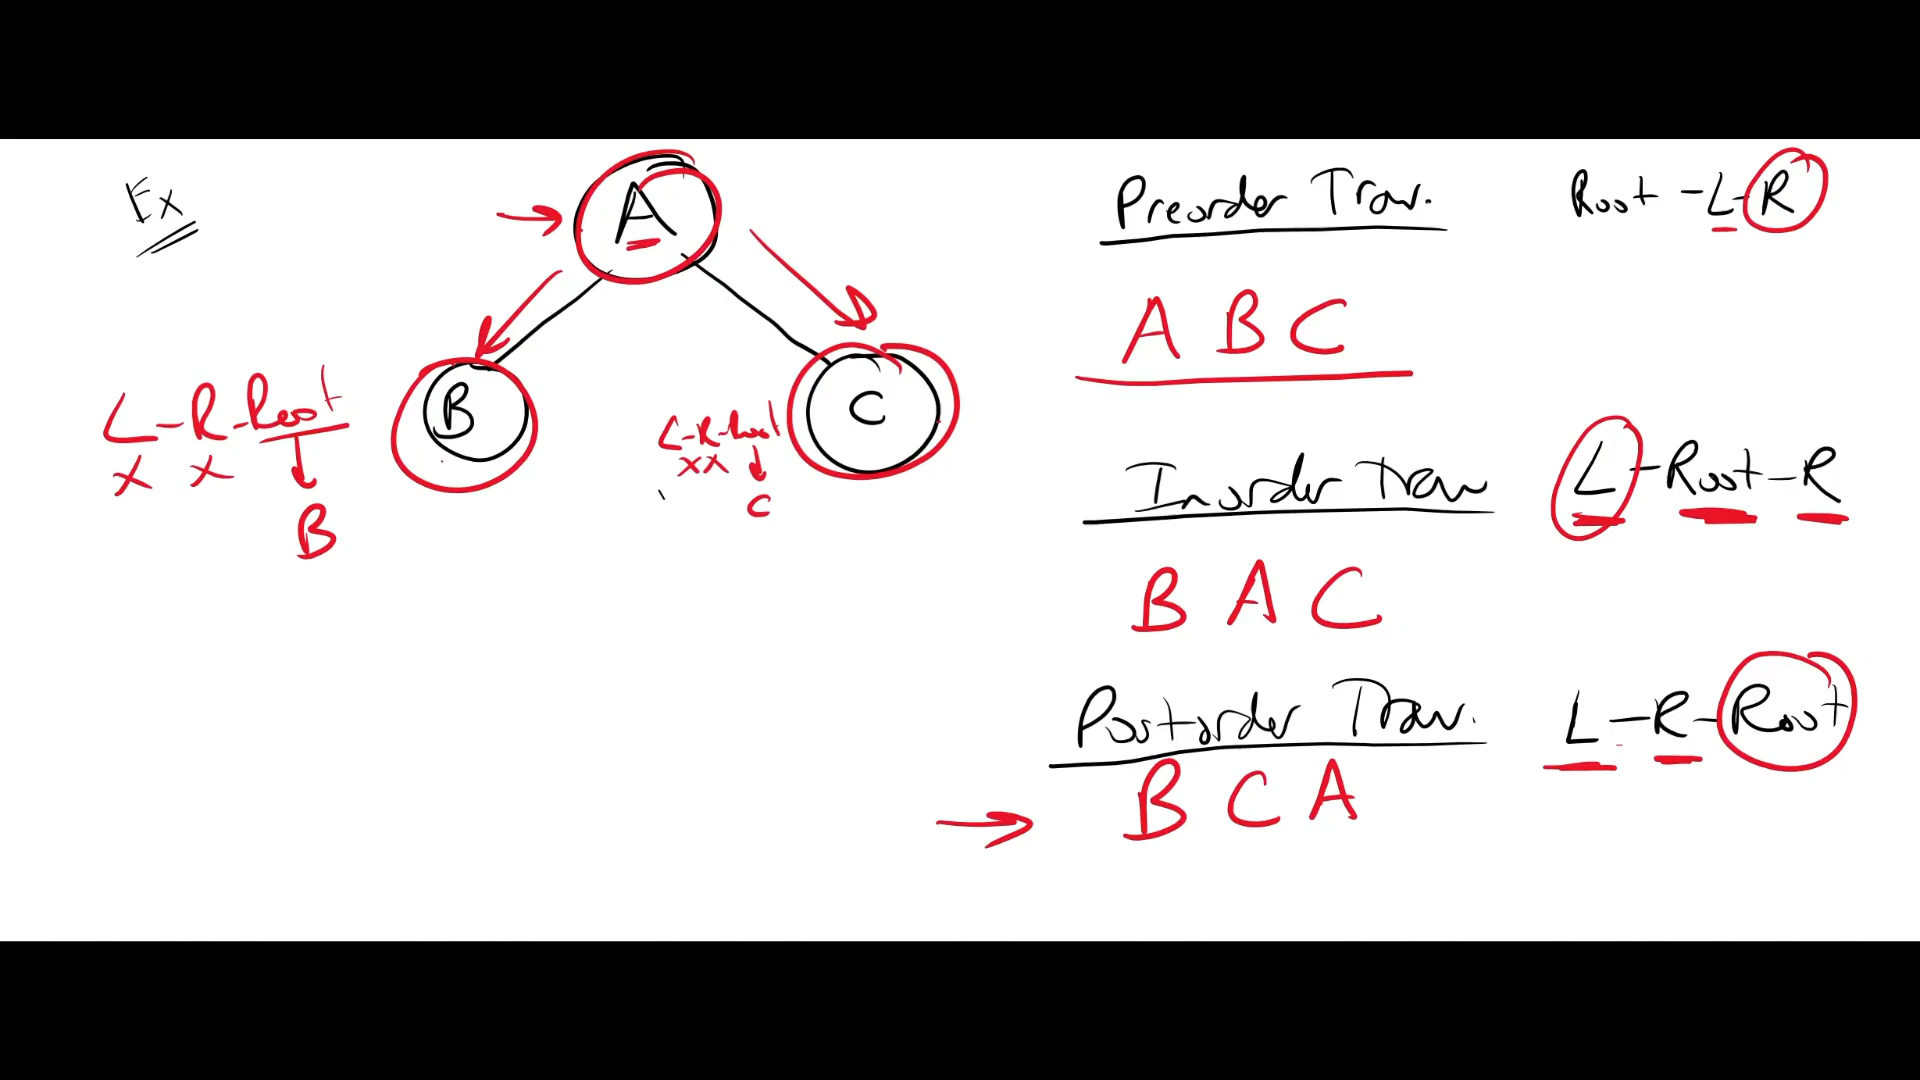 Ex
A
B
C
L-R-Root
X X
B
L-R-Root
XX
C
Preorder Trav. Root-L-R
A B C
Inorder Trav L-Root-R
B A C
Postorder Trav. L-R-Root
B C A